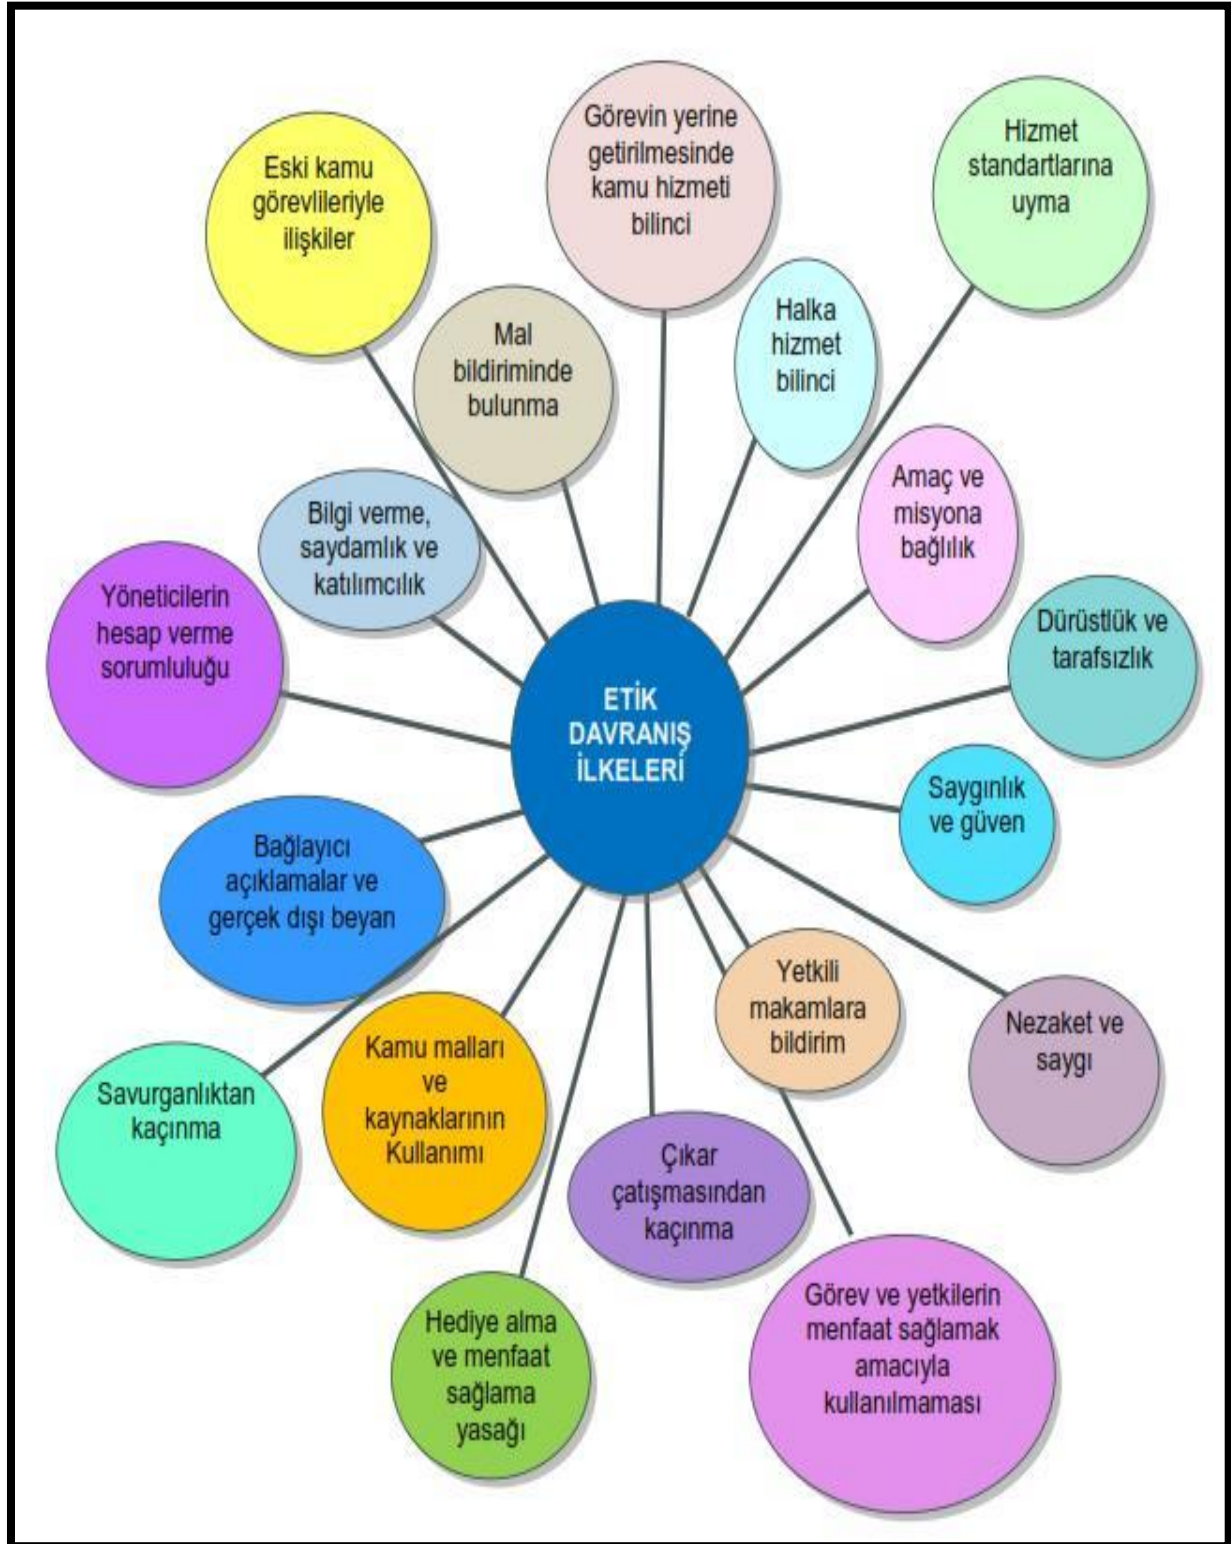 Görevin yerine
getirilmesinde
kamu hizmeti
bilinci
Hizmet
standartlarına
uyma
Eski kamu
görevlileriyle
ilişkiler
Halka
hizmet
bilinci
Mal
bildiriminde
bulunma
Amaç ve
misyona
bağlılık
Bilgi verme,
saydamlık ve
katılımcılık
Yöneticilerin
hesap verme
sorumluluğu
Dürüstlük ve
tarafsızlık
ETİK
DAVRANIŞ
İLKELERİ
Saygınlık
ve güven
Bağlayıcı
açıklamalar ve
gerçek dışı beyan
Yetkili
makamlara
bildirim
Nezaket ve
saygı
Kamu malları
ve
kaynaklarının
Kullanımı
Savurganlıktan
kaçınma
Çıkar
çatışmasından
kaçınma
Görev ve yetkilerin
menfaat sağlamak
amacıyla
kullanılmaması
Hediye alma
ve menfaat
sağlama
yasağı